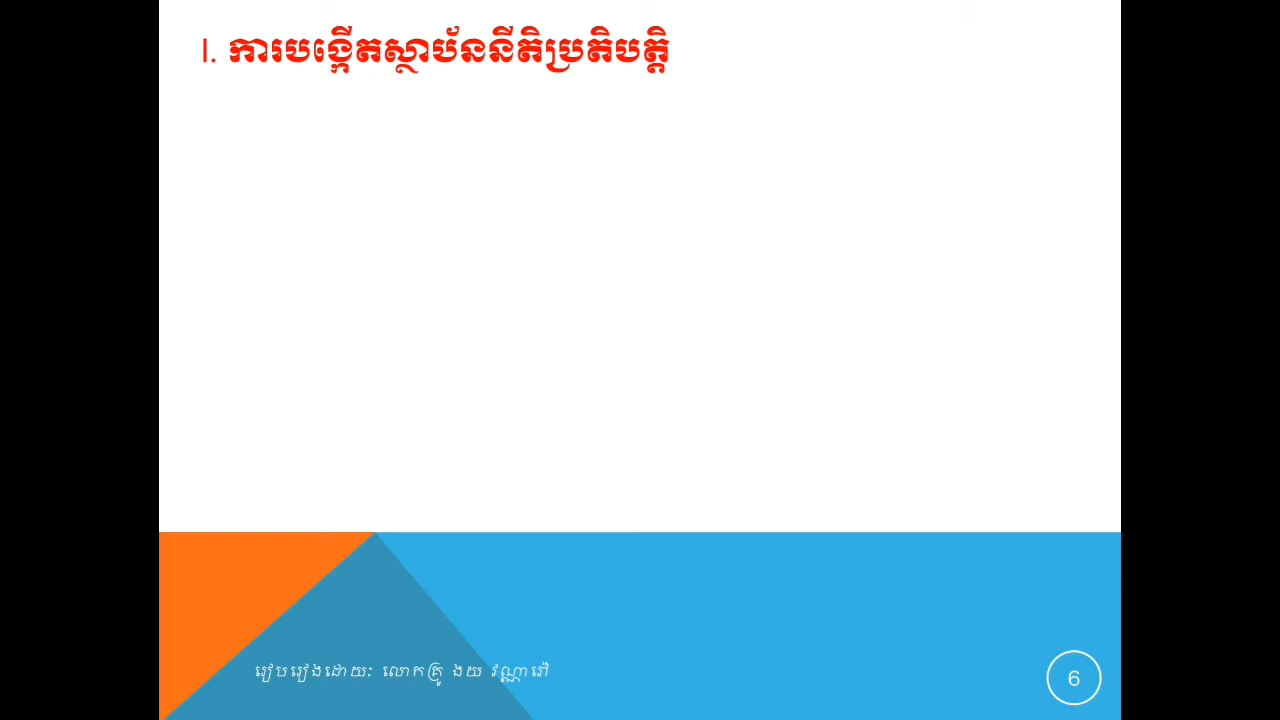 I. ការបង្កើតស្ថាប័ននីតិប្រតិបត្តិ
រៀបរៀងដោយ: លោកគ្រូ ងយ វណ្ណារ៉ា
6